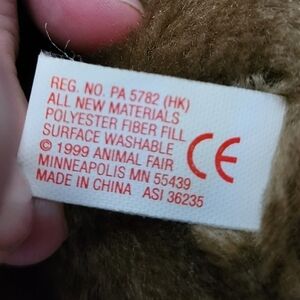 REG. NO. PA 5782 (HK)
ALL NEW MATERIALS
POLYESTER FIBER FILL
SURFACE WASHABLE
© 1999 ANIMAL FAIR
MINNEAPOLIS MN 55439
MADE IN CHINA ASI 36235
CE